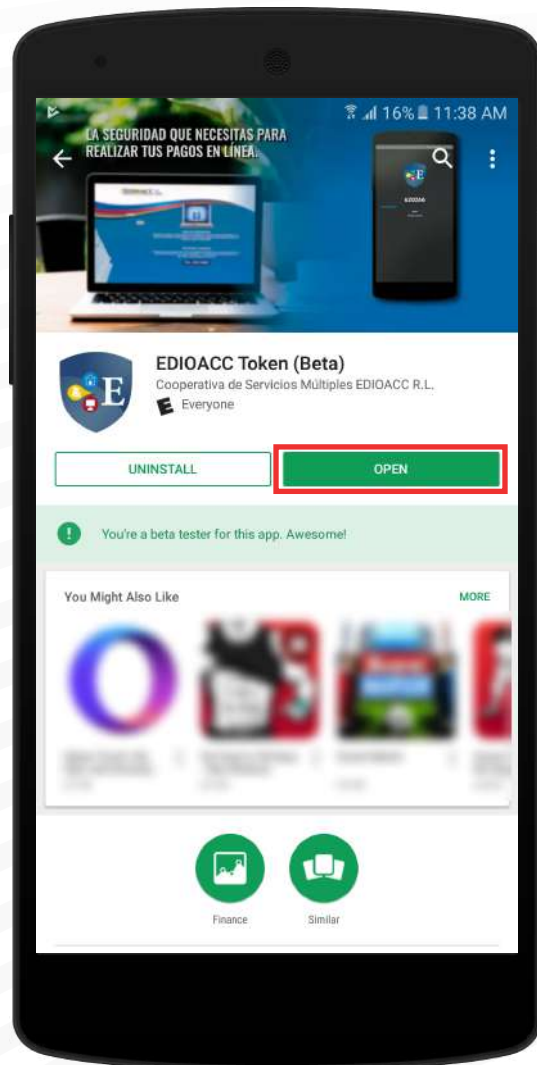 16% 11:38 AM
LA SEGURIDAD QUE NECESITAS PARA
REALIZAR TUS PAGOS EN LÍNEA.
E
EDIOACC Token (Beta)
Cooperativa de Servicios Múltiples EDIOACC R.L.
E Everyone
UNINSTALL
OPEN
You're a beta tester for this app. Awesome!
You Might Also Like
MORE
Finance
Similar